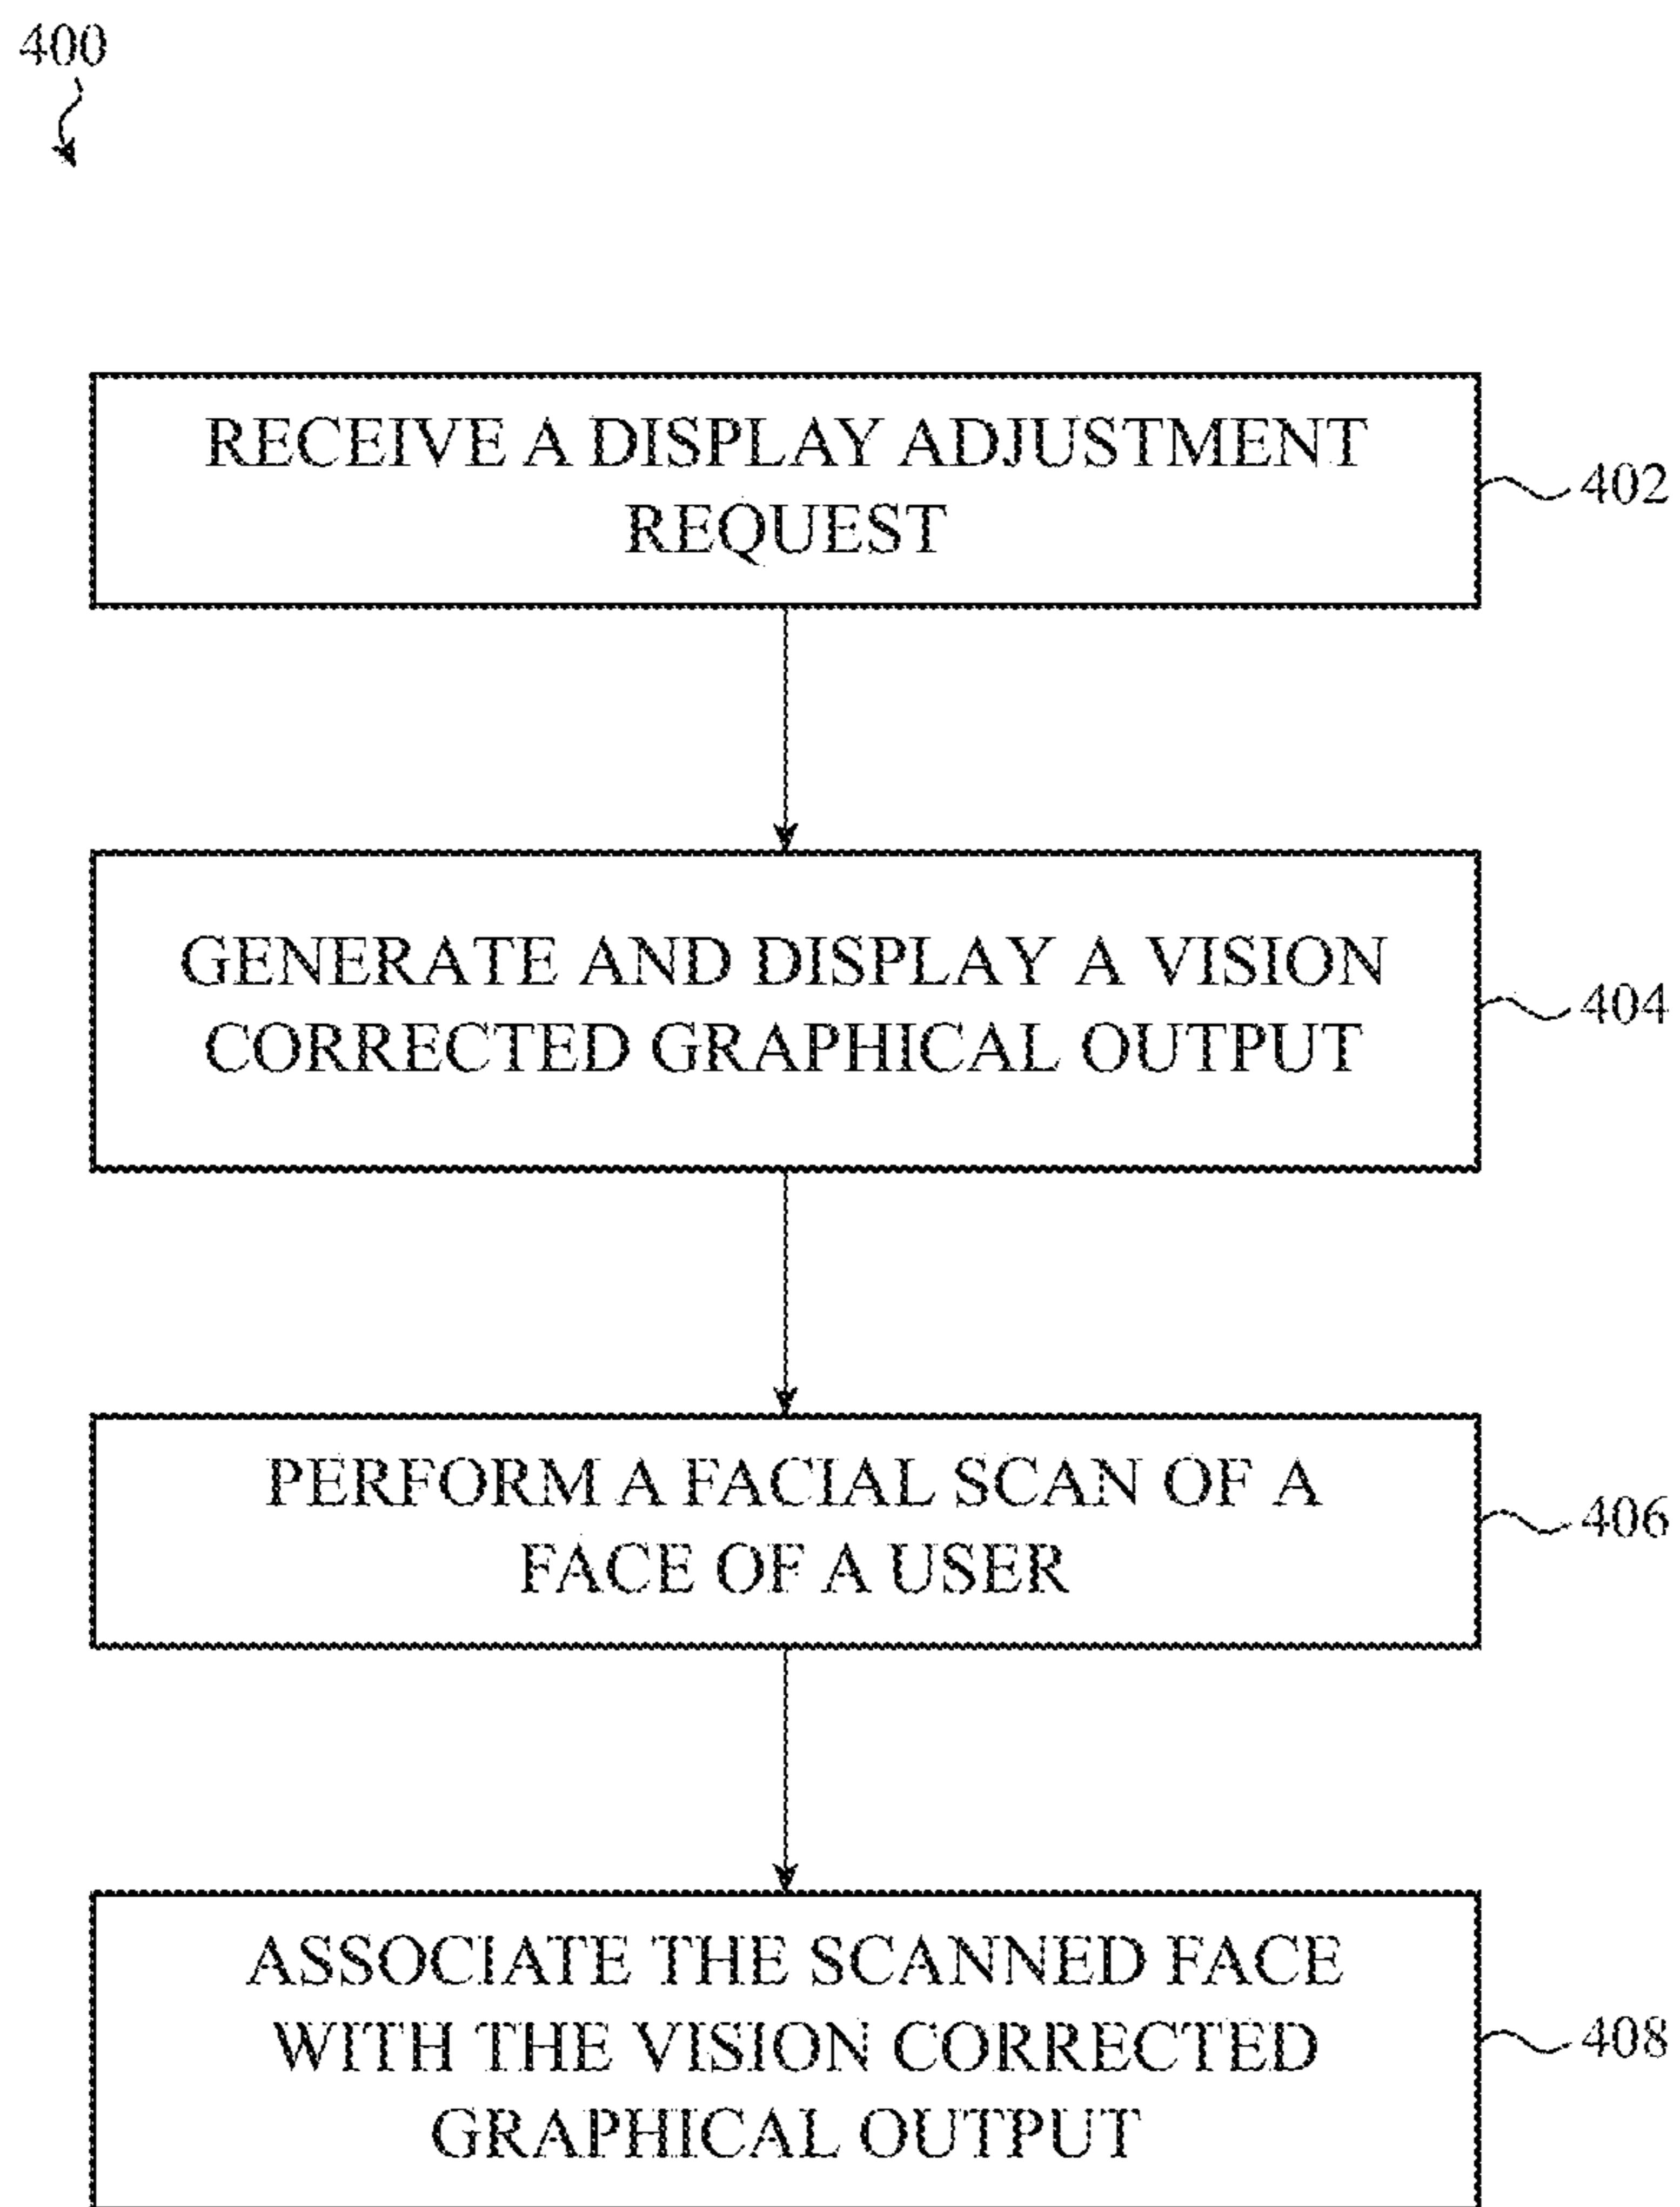 400
RECEIVE A DISPLAY ADJUSTMENT
REQUEST
402
GENERATE AND DISPLAY A VISION
CORRECTED GRAPHICAL OUTPUT
404
PERFORM A FACIAL SCAN OF A
FACE OF A USER
406
ASSOCIATE THE SCANNED FACE
WITH THE VISION CORRECTED
GRAPHICAL OUTPUT
408